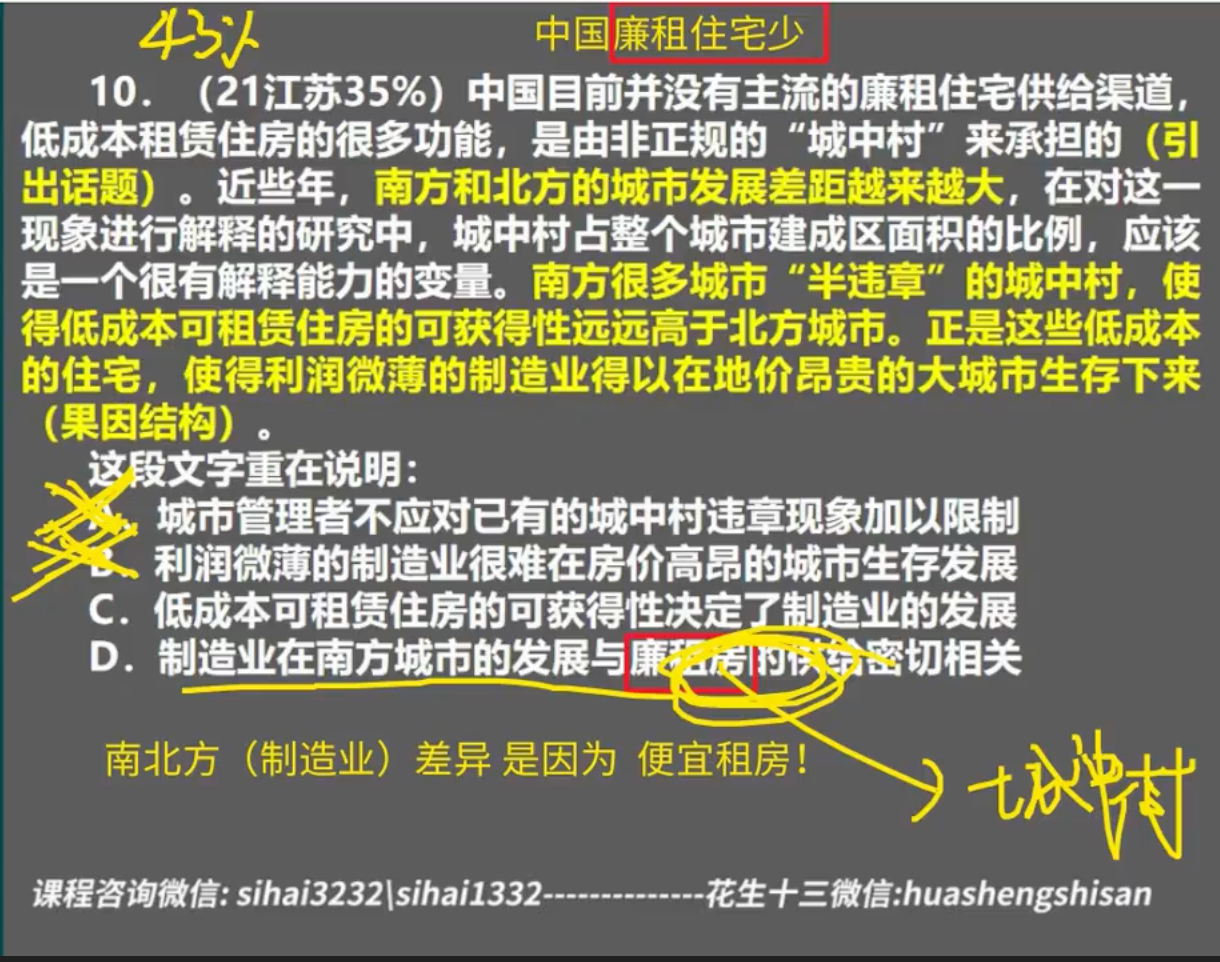 43%
中国廉租住宅少
10. （21江苏35%）中国目前并没有主流的廉租住宅供给渠道，
低成本租赁住房的很多功能，是由非正规的“城中村”来承担的（引
出话题）。近些年，南方和北方的城市发展差距越来越大，在对这一
现象进行解释的研究中，城中村占整个城市建成区面积的比例，应该
是一个很有解释能力的变量。南方很多城市“半违章”的城中村，使
得低成本可租赁住房的可获得性远远高于北方城市。正是这些低成本
的住宅，使得利润微薄的制造业得以在地价昂贵的大城市生存下来
（果因结构）。
这段文字重在说明：
A. 城市管理者不应对已有的城中村违章现象加以限制
B. 利润微薄的制造业很难在房价高昂的城市生存发展
C. 低成本可租赁住房的可获得性决定了制造业的发展
D. 制造业在南方城市的发展与廉租房的供给密切相关
城中村
南北方（制造业）差异 是因为 便宜租房！
课程咨询微信: sihai3232\sihai1332--------------花生十三微信:huashengshisan